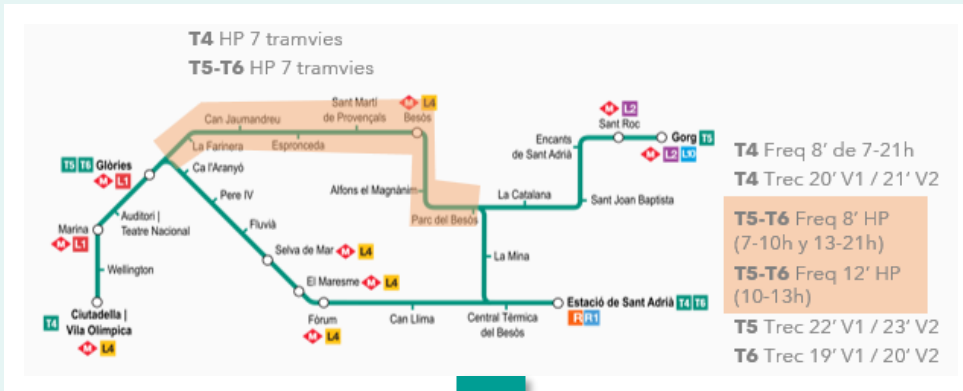 T4 HP 7 tramvies
T5-T6 HP 7 tramvies
Sant Martí
de Provençals
M L4
Besòs
Can Jaumandreu
La Farinera
Espronceda
T5 T6 Glòries
M L1
Ca l'Aranyó
Pere IV
Fluvià
Selva de Mar M L4
El Maresme M L4
Fòrum
M L4
Marina
M L1
Auditori |
Teatre Nacional
Wellington
T4
Ciutadella |
Vila Olímpica
M L4
Alfons el Magnànim
Parc del Besòs
La Catalana
Sant Joan Baptista
Encants
de Sant Adrià
M L2
Sant Roc
Gorg T5
M L2 L10
La Mina
Can Llima
Central Tèrmica
del Besòs
Estació de Sant Adrià T4 T6
R R1
T4 Freq 8’ de 7-21h
T4 Trec 20’ V1 / 21’ V2
T5-T6 Freq 8’ HP
(7-10h y 13-21h)
T5-T6 Freq 12’ HP
(10-13h)
T5 Trec 22’ V1 / 23’ V2
T6 Trec 19’ V1 / 20’ V2